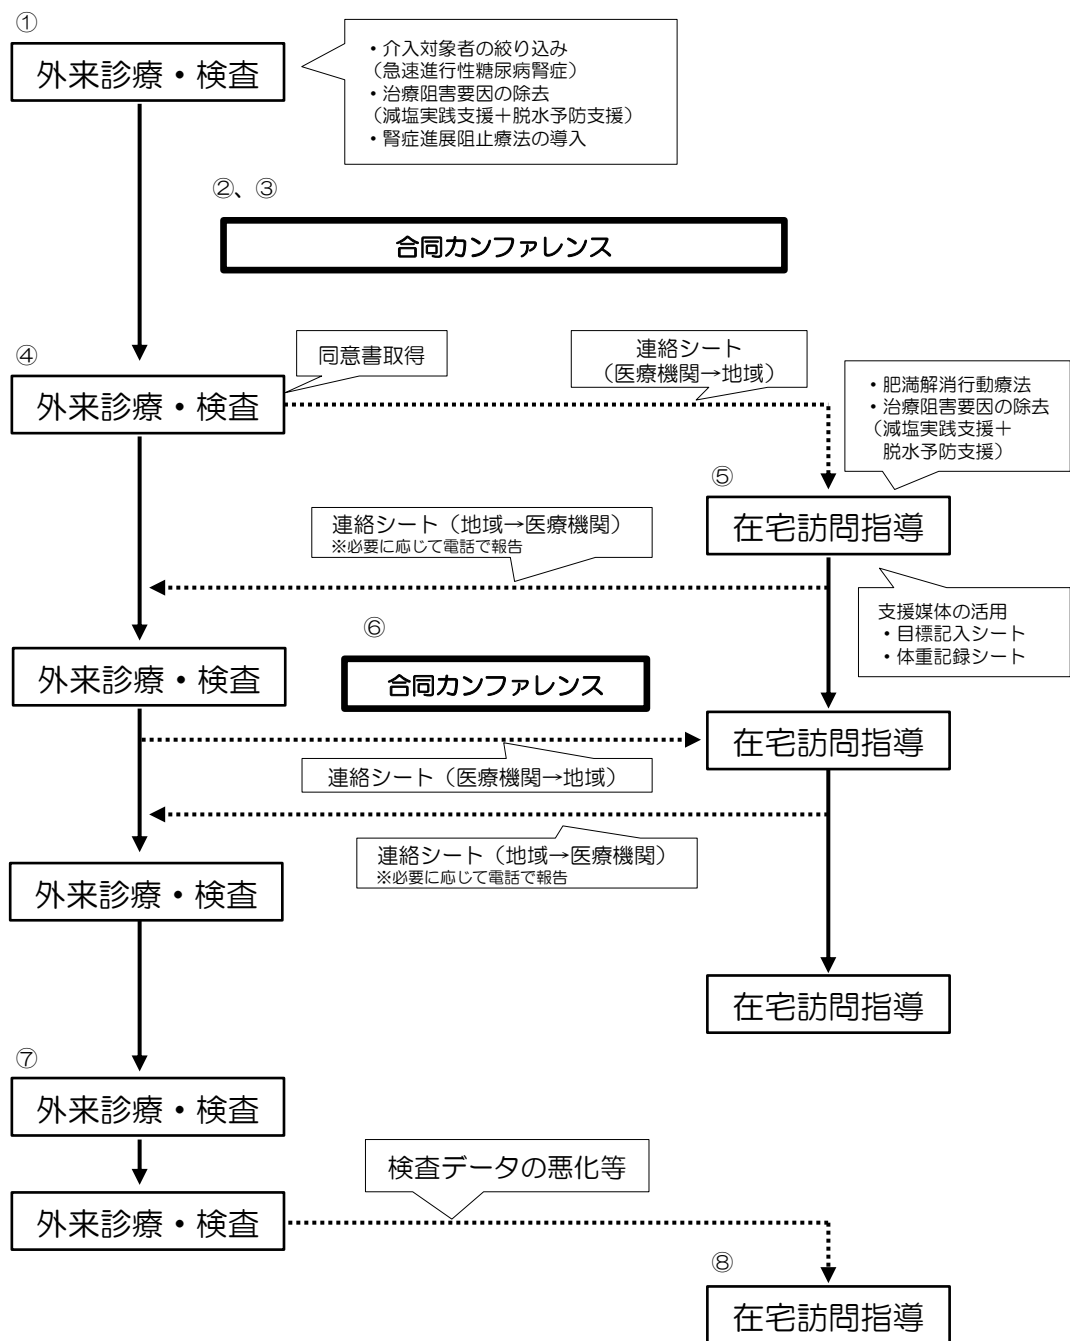 ①
外来診療・検査
・介入対象者の絞り込み
（急速進行性糖尿病腎症）
・治療阻害要因の除去
（減塩実践支援＋脱水予防支援）
・腎症進展阻止療法の導入
②、③
合同カンファレンス
④
外来診療・検査
同意書取得
連絡シート
（医療機関→地域）
・肥満解消行動療法
・治療阻害要因の除去
（減塩実践支援＋
脱水予防支援）
⑤
在宅訪問指導
連絡シート（地域→医療機関）
※必要に応じて電話で報告
支援媒体の活用
・目標記入シート
・体重記録シート
⑥
外来診療・検査
合同カンファレンス
在宅訪問指導
連絡シート（医療機関→地域）
連絡シート（地域→医療機関）
※必要に応じて電話で報告
外来診療・検査
在宅訪問指導
⑦
外来診療・検査
検査データの悪化等
外来診療・検査
⑧
在宅訪問指導